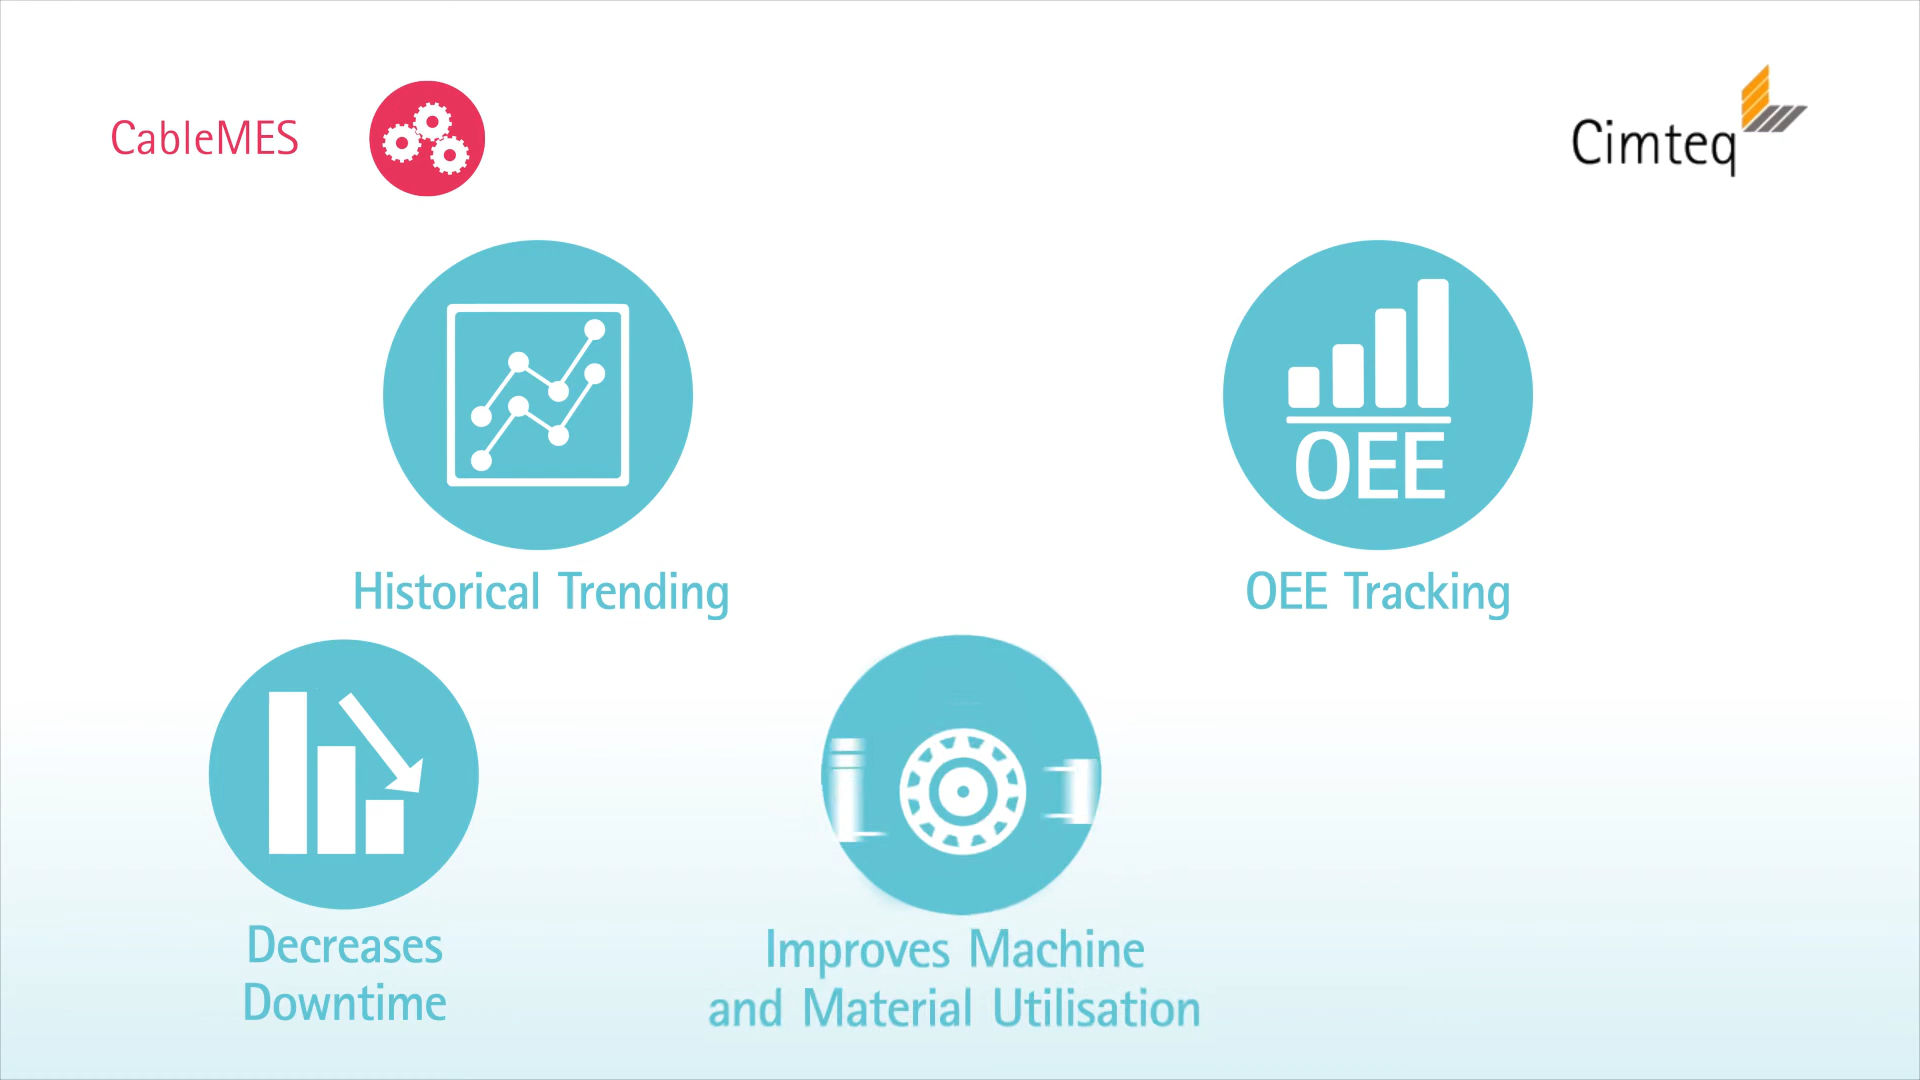 CableMES
Cimteq
OEE
Historical Trending
OEE Tracking
Decreases
Downtime
Improves Machine
and Material Utilisation